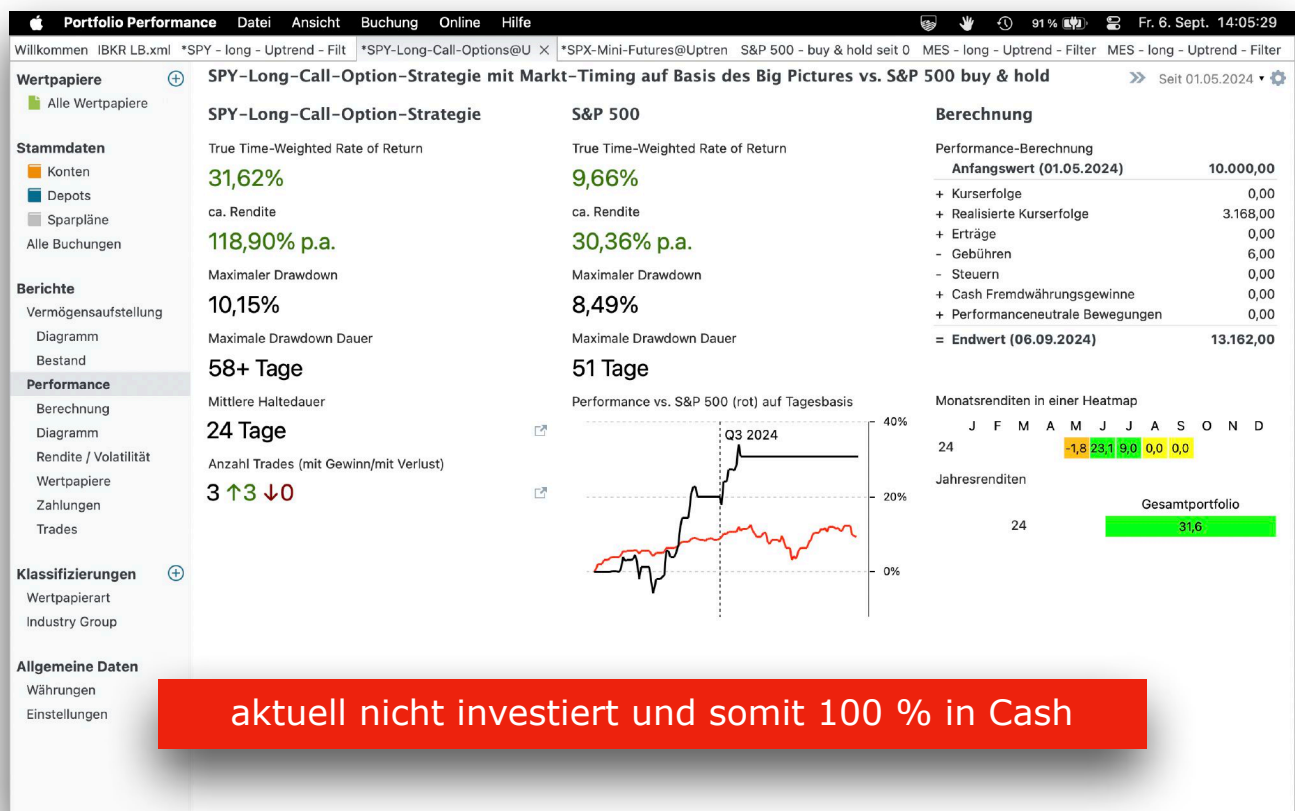 Portfolio Performance Datei Ansicht Buchung Online Hilfe 91 % Fr. 6. Sept. 14:05:29
Willkommen IBKR LB.xml *SPY - long - Uptrend - Filt *SPY-Long-Call-Options@U *SPX-Mini-Futures@Uptren S&P 500 - buy & hold seit 0 MES - long - Uptrend - Filter MES - long - Uptrend - Filter
Wertpapiere
Alle Wertpapiere
Stammdaten
Konten
Depots
Sparpläne
Alle Buchungen
Berichte
Vermögensaufstellung
Diagramm
Bestand
Performance
Berechnung
Diagramm
Rendite / Volatilität
Wertpapiere
Zahlungen
Trades
Klassifizierungen
Wertpapierart
Industry Group
Allgemeine Daten
Währungen
Einstellungen
SPY-Long-Call-Option-Strategie mit Markt-Timing auf Basis des Big Pictures vs. S&P 500 buy & hold
Seit 01.05.2024
SPY-Long-Call-Option-Strategie
True Time-Weighted Rate of Return
31,62%
ca. Rendite
118,90% p.a.
Maximaler Drawdown
10,15%
Maximale Drawdown Dauer
58+ Tage
Mittlere Haltedauer
24 Tage
Anzahl Trades (mit Gewinn/mit Verlust)
3 ↑3 ↓0
S&P 500
True Time-Weighted Rate of Return
9,66%
ca. Rendite
30,36% p.a.
Maximaler Drawdown
8,49%
Maximale Drawdown Dauer
51 Tage
Performance vs. S&P 500 (rot) auf Tagesbasis
Q3 2024
40%
20%
0%
Berechnung
Performance-Berechnung
Anfangswert (01.05.2024) 10.000,00
+ Kurserfolge 0,00
+ Realisierte Kurserfolge 3.168,00
+ Erträge 0,00
- Gebühren 6,00
- Steuern 0,00
+ Cash Fremdwährungsgewinne 0,00
+ Performanceneutrale Bewegungen 0,00
= Endwert (06.09.2024) 13.162,00
Monatsrenditen in einer Heatmap
J F M A M J J A S O N D
24 -1,8 23,1 9,0 0,0 0,0
Jahresrenditen
Gesamtportfolio
24 31,6
aktuell nicht investiert und somit 100 % in Cash